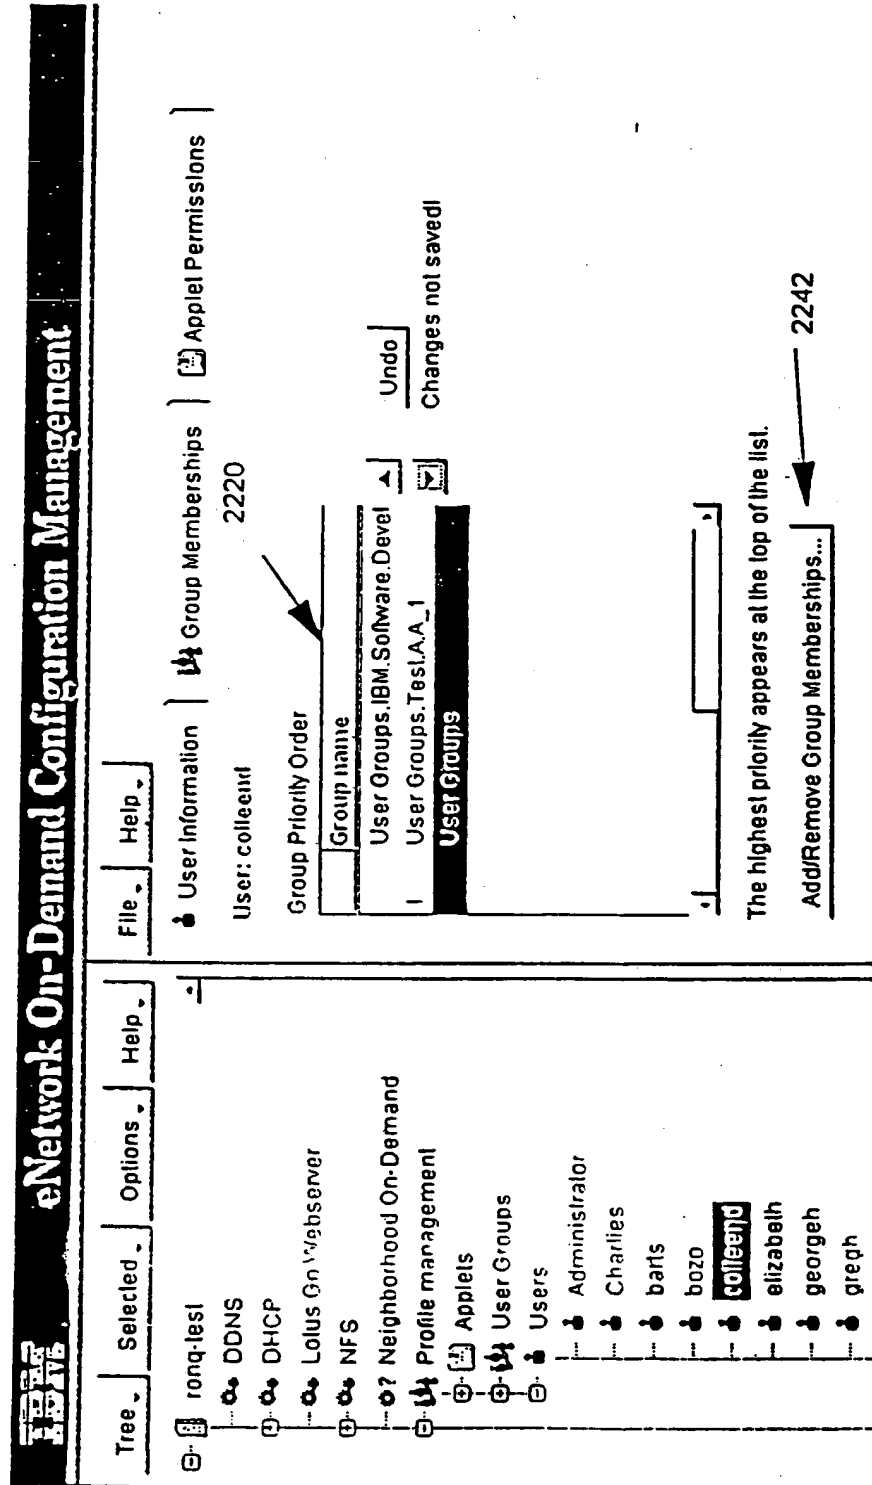 IBM
eNetwork On-Demand Configuration Management
Tree Selected Options Help
ronq-test
DDNS
DHCP
Lotus Go Webserver
NFS
Neighborhood On-Demand
Profile management
Applets
User Groups
Users
Administrator
Charlies
barts
bozo
colleend
elizabeth
georgeh
gregh
File Help
User Information Group Memberships Applet Permissions
User: colleend
2220
Group Priority Order
Group name
User Groups.IBM.Software.Devel
User Groups.Test.A.A_1
User Groups
Undo
Changes not saved!
The highest priority appears at the top of the list.
Add/Remove Group Memberships...
2242